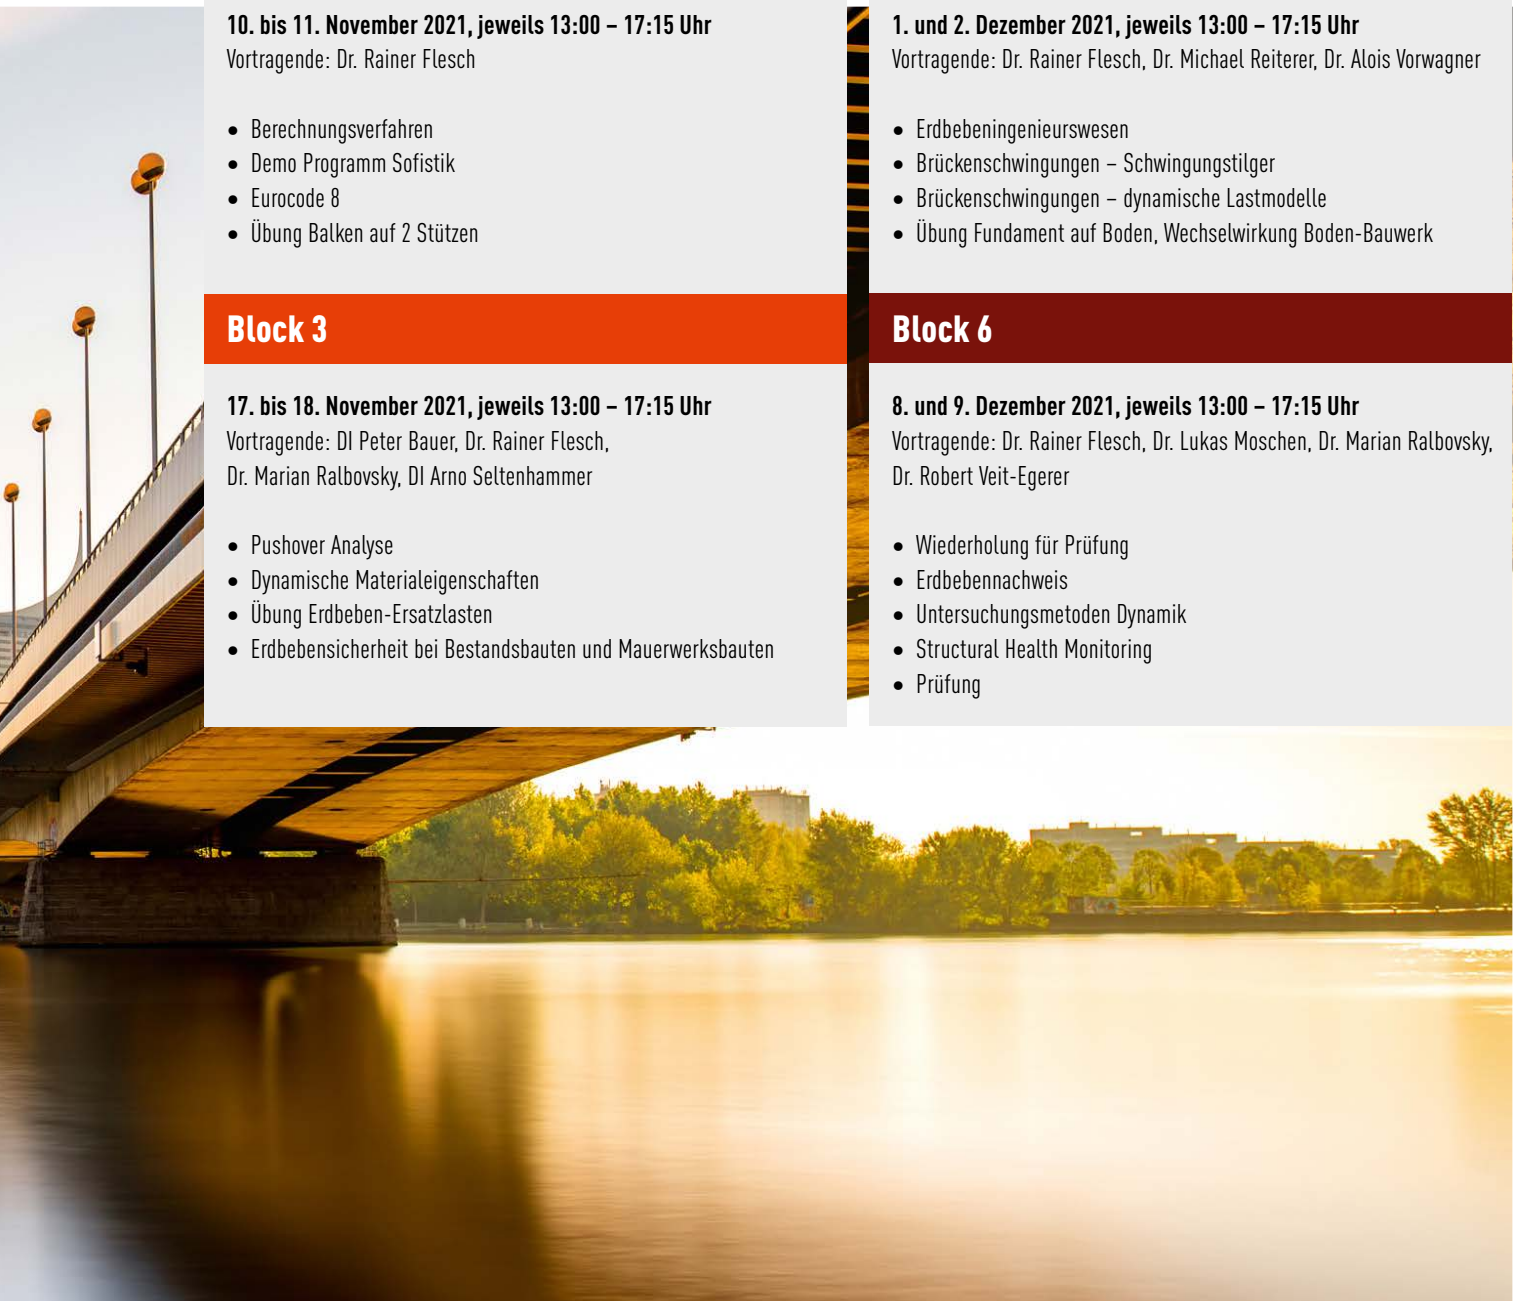 10. bis 11. November 2021, jeweils 13:00 – 17:15 Uhr
Vortragende: Dr. Rainer Flesch
• Berechnungsverfahren
• Demo Programm Sofistik
• Eurocode 8
• Übung Balken auf 2 Stützen
Block 3
17. bis 18. November 2021, jeweils 13:00 – 17:15 Uhr
Vortragende: DI Peter Bauer, Dr. Rainer Flesch,
Dr. Marian Ralbovsky, DI Arno Seltenhammer
• Pushover Analyse
• Dynamische Materialeigenschaften
• Übung Erdbeben-Ersatzlasten
• Erdbebensicherheit bei Bestandsbauten und Mauerwerksbauten
1. und 2. Dezember 2021, jeweils 13:00 – 17:15 Uhr
Vortragende: Dr. Rainer Flesch, Dr. Michael Reiterer, Dr. Alois Vorwagner
• Erdbebeningenieurswesen
• Brückenschwingungen – Schwingungstilger
• Brückenschwingungen – dynamische Lastmodelle
• Übung Fundament auf Boden, Wechselwirkung Boden-Bauwerk
Block 6
8. und 9. Dezember 2021, jeweils 13:00 – 17:15 Uhr
Vortragende: Dr. Rainer Flesch, Dr. Lukas Moschen, Dr. Marian Ralbovsky,
Dr. Robert Veit-Egerer
• Wiederholung für Prüfung
• Erdbebennachweis
• Untersuchungsmetoden Dynamik
• Structural Health Monitoring
• Prüfung